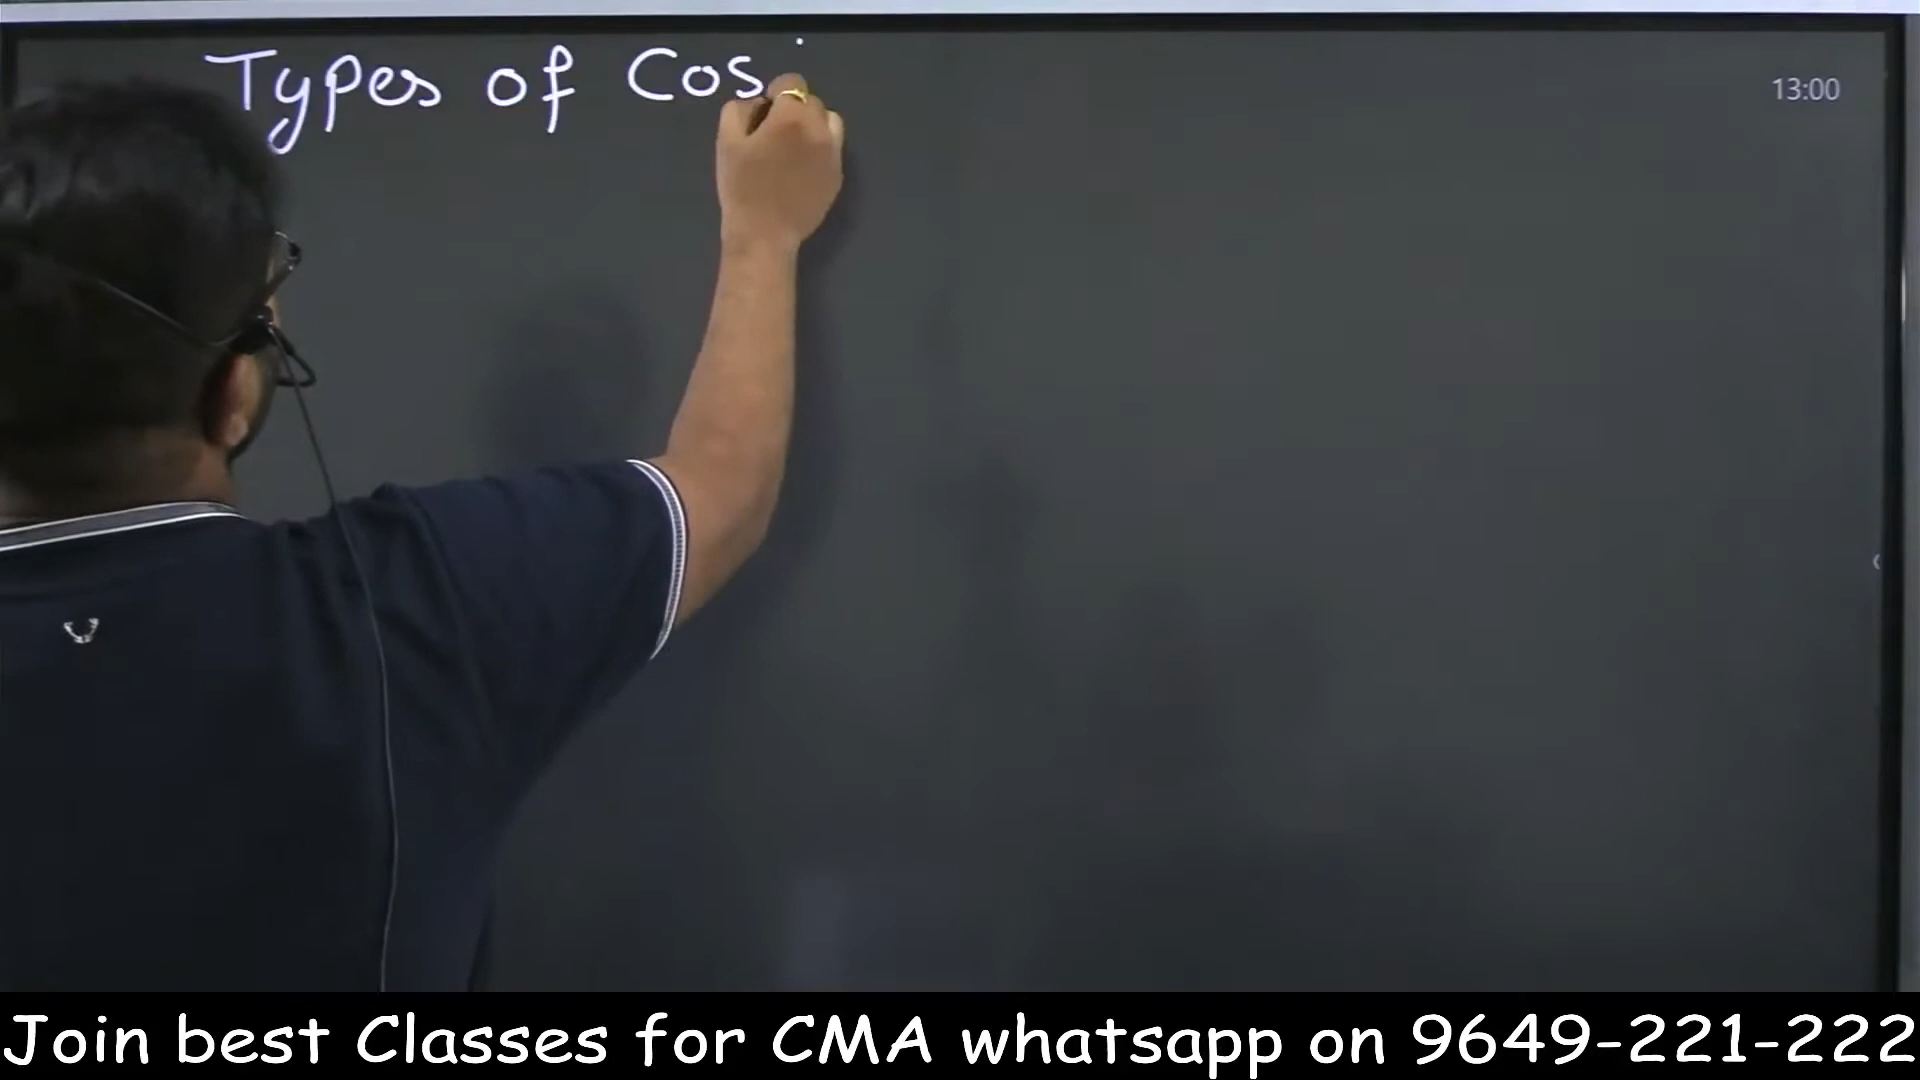 Types of Cos
13:00
Join best Classes for CMA whatsapp on 9649-221-222